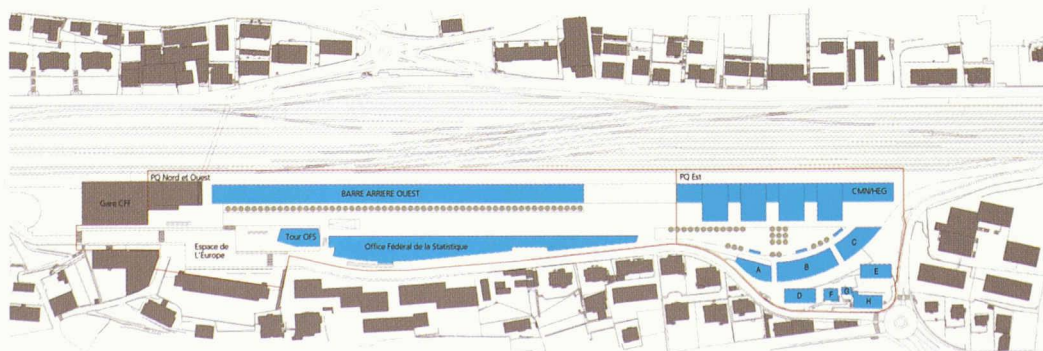 PQ Nord et Ouest
PQ Est
Gare CFF
BARRE ARRIERE OUEST
CMN/HEG
Tour OFS
Office Fédéral de la Statistique
Espace de
L'Europe
A
B
C
D
E
F
H